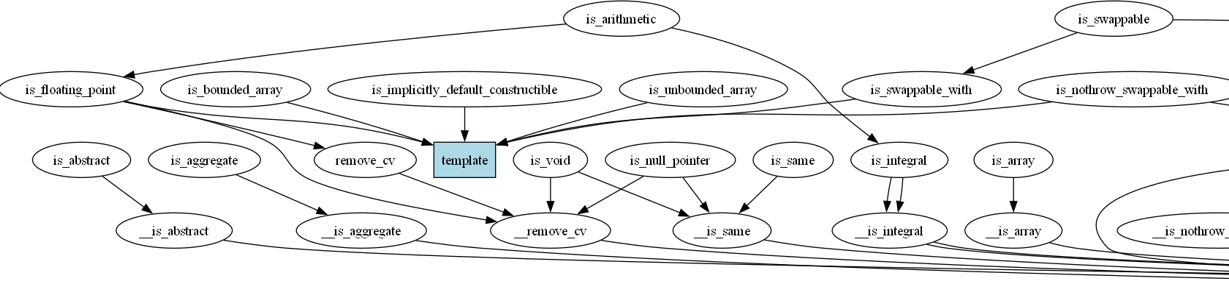 is_arithmetic
is_swappable
is_floating_point
is_bounded_array
is_implicitly_default_constructible
is_unbounded_array
is_swappable_with
is_nothrow_swappable_with
is_abstract
is_aggregate
remove_cv
template
is_void
is_null_pointer
is_same
is_integral
is_array
__is_abstract
__is_aggregate
__remove_cv
__is_same
__is_integral
__is_array
__is_nothrow_